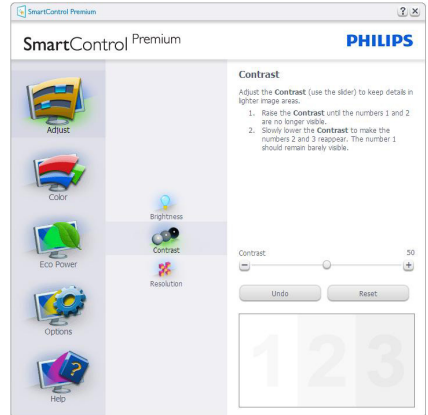 SmartControl Premium
? ×
SmartControl Premium
PHILIPS
Adjust
Color
Eco Power
Options
Help
Brightness
Contrast
Resolution
Contrast
Adjust the Contrast (use the slider) to keep details in
lighter image areas.
1. Raise the Contrast until the numbers 1 and 2
are no longer visible.
2. Slowly lower the Contrast to make the
numbers 2 and 3 reappear. The number 1
should remain barely visible.
Contrast 50
− +
Undo Reset
1 2 3